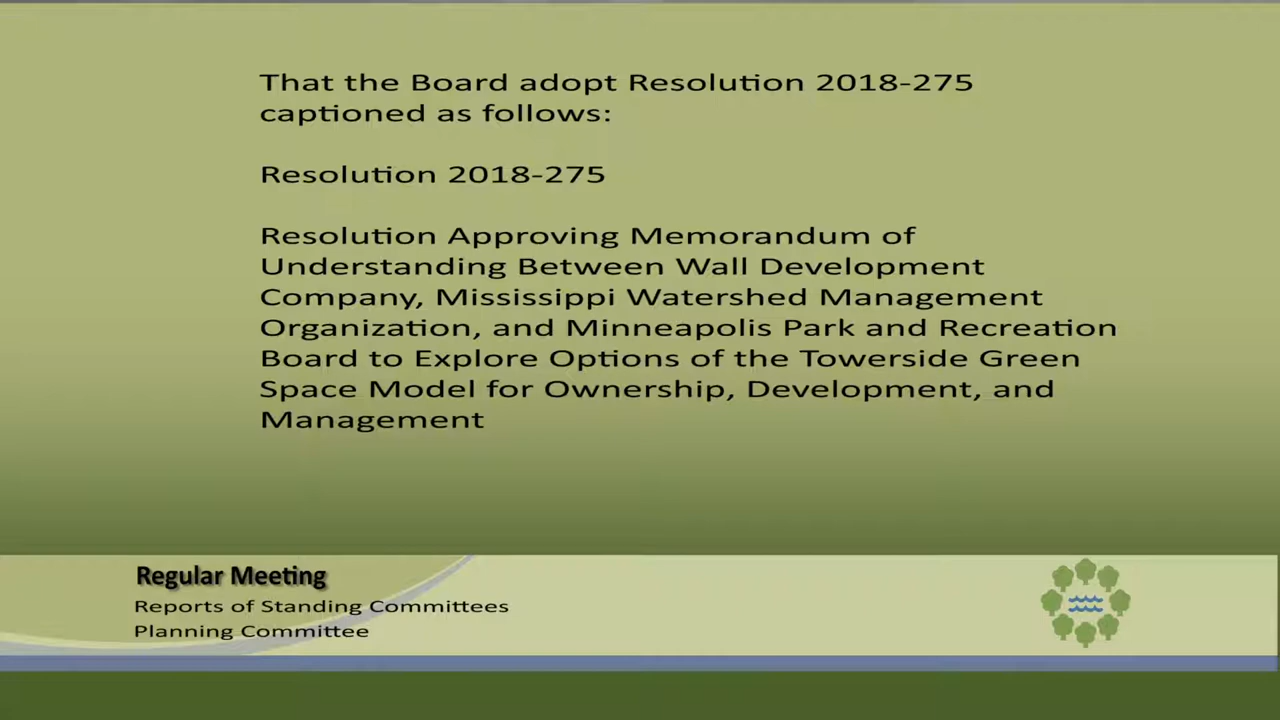 That the Board adopt Resolution 2018-275
captioned as follows:
Resolution 2018-275
Resolution Approving Memorandum of
Understanding Between Wall Development
Company, Mississippi Watershed Management
Organization, and Minneapolis Park and Recreation
Board to Explore Options of the Towerside Green
Space Model for Ownership, Development, and
Management
Regular Meeting
Reports of Standing Committees
Planning Committee